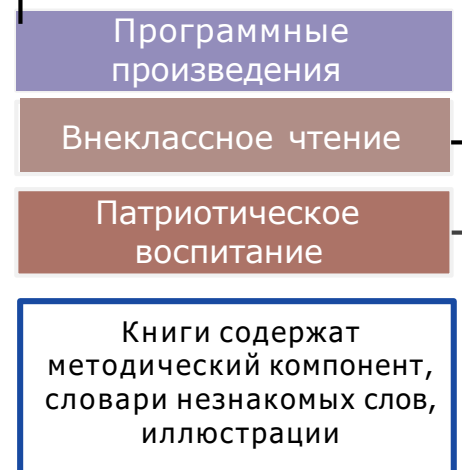 Программные
произведения
Внеклассное чтение
Патриотическое
воспитание
Книги содержат
методический компонент,
словари незнакомых слов,
иллюстрации